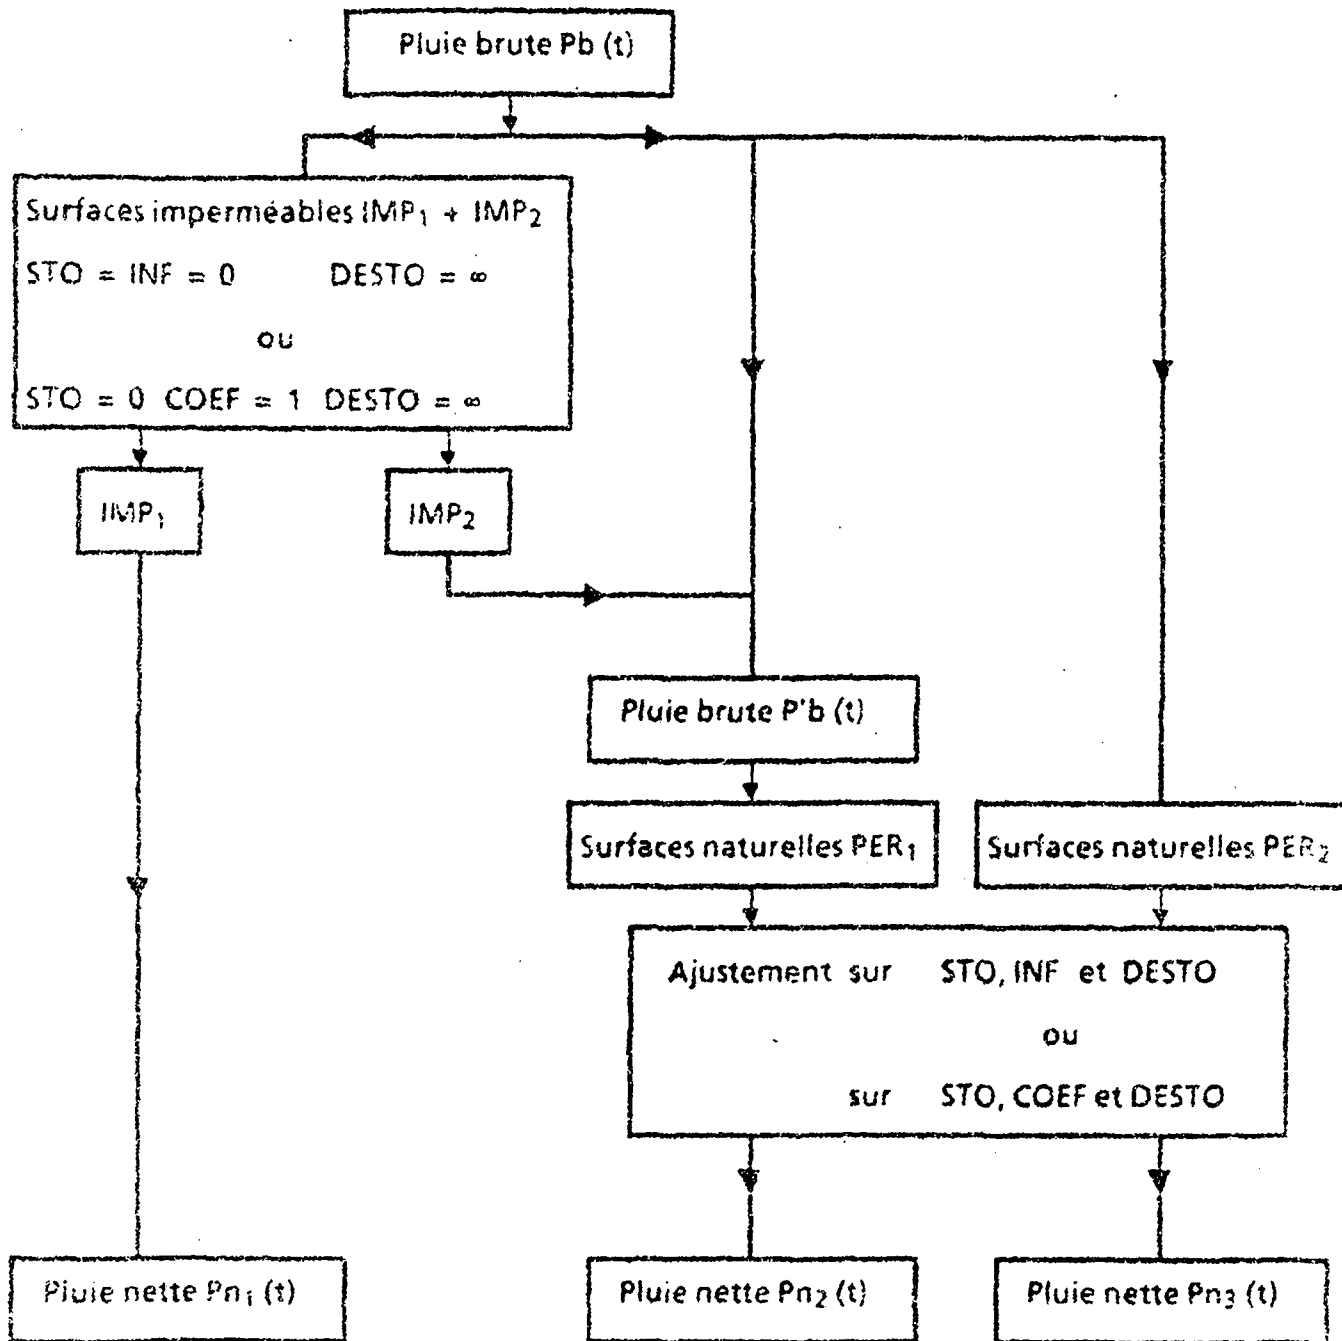 Pluie brute Pb (t)
Surfaces imperméables IMP₁ + IMP₂
STO = INF = 0 DESTO = ∞
ou
STO = 0 COEF = 1 DESTO = ∞
IMP₁
IMP₂
Pluie brute P'b (t)
Surfaces naturelles PER₁
Surfaces naturelles PER₂
Ajustement sur STO, INF et DESTO
ou
sur STO, COEF et DESTO
Pluie nette Pn₁ (t)
Pluie nette Pn₂ (t)
Pluie nette Pn₃ (t)